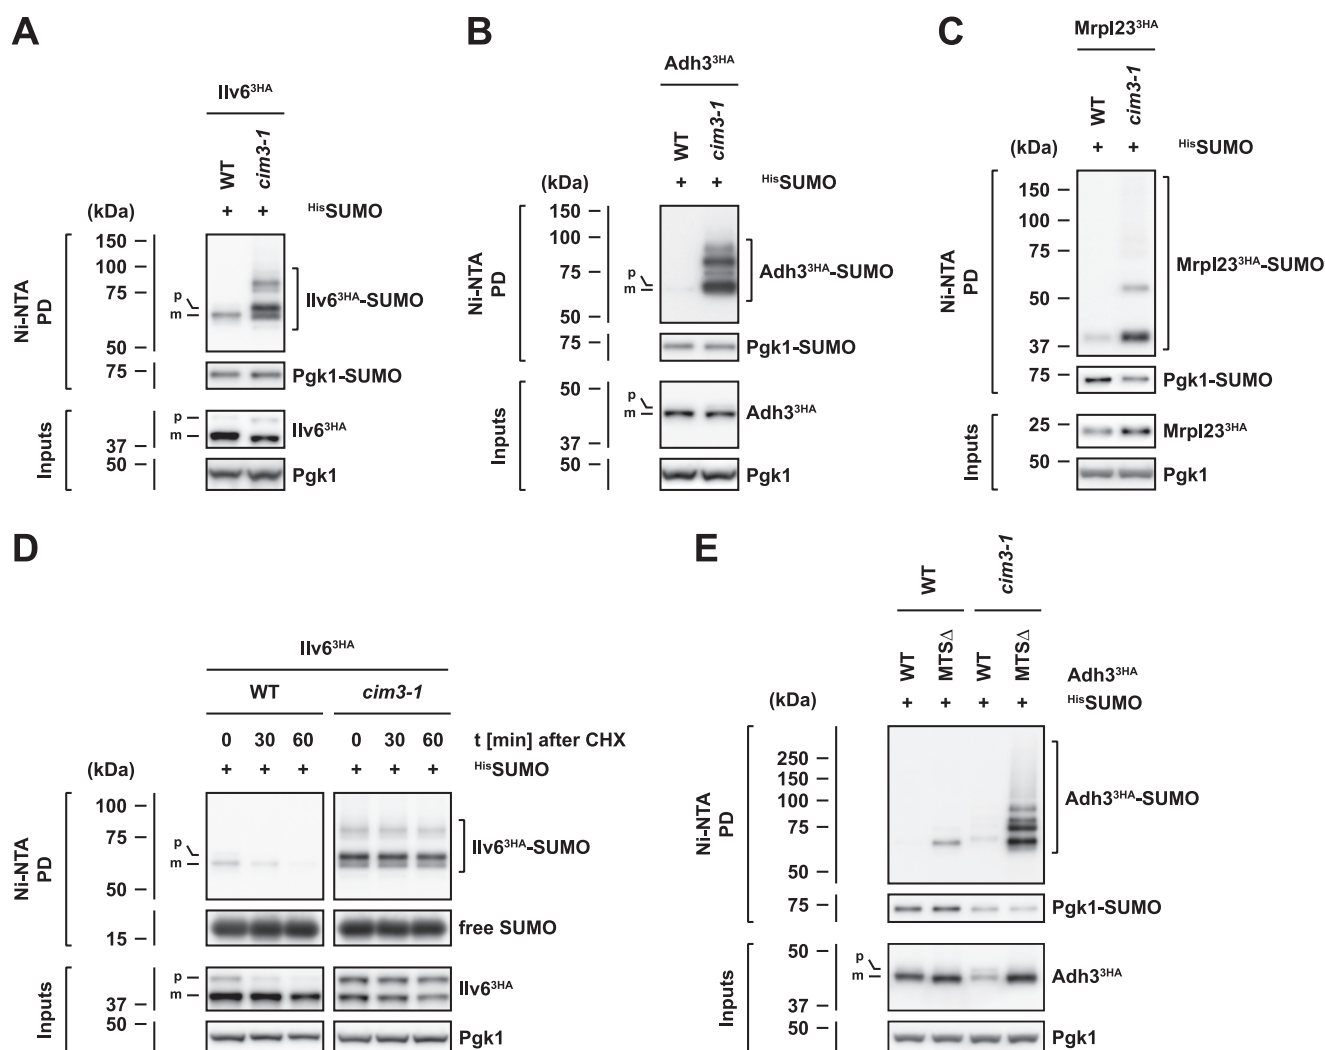 A
Ilv6³ᴴᴬ
WT
cim3-1
(kDa)
+ +
ᴴⁱˢSUMO
Ni-NTA PD
150
100
75
50
p
m
Ilv6³ᴴᴬ-SUMO
75
Pgk1-SUMO
Inputs
p
m
37
Ilv6³ᴴᴬ
50
Pgk1
B
Adh3³ᴴᴬ
WT
cim3-1
(kDa)
+ +
ᴴⁱˢSUMO
Ni-NTA PD
150
100
75
50
p
m
Adh3³ᴴᴬ-SUMO
75
Pgk1-SUMO
Inputs
50
p
m
37
Adh3³ᴴᴬ
50
Pgk1
C
Mrpl23³ᴴᴬ
WT
cim3-1
(kDa)
+ +
ᴴⁱˢSUMO
Ni-NTA PD
150
100
75
50
37
Mrpl23³ᴴᴬ-SUMO
75
Pgk1-SUMO
Inputs
25
Mrpl23³ᴴᴬ
50
Pgk1
D
Ilv6³ᴴᴬ
WT cim3-1
0 30 60 0 30 60 t [min] after CHX
(kDa)
+ + + + + +
ᴴⁱˢSUMO
Ni-NTA PD
100
75
50
p
m
Ilv6³ᴴᴬ-SUMO
15
free SUMO
Inputs
p
m
37
Ilv6³ᴴᴬ
50
Pgk1
E
WT cim3-1
WT MTSΔ WT MTSΔ Adh3³ᴴᴬ
(kDa)
+ + + +
ᴴⁱˢSUMO
Ni-NTA PD
250
150
100
75
50
Adh3³ᴴᴬ-SUMO
75
Pgk1-SUMO
Inputs
50
p
m
37
Adh3³ᴴᴬ
50
Pgk1